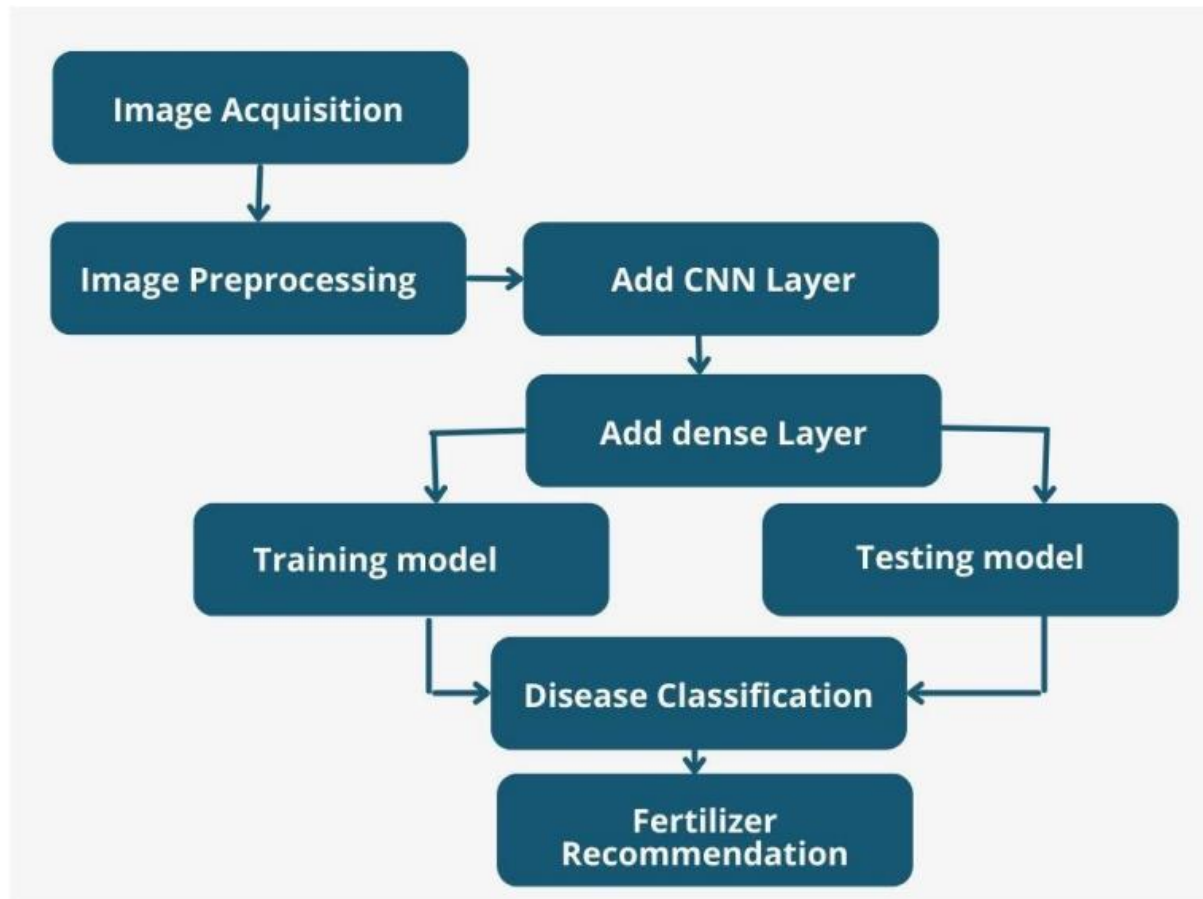 Image Acquisition
Image Preprocessing
Add CNN Layer
Add dense Layer
Training model
Testing model
Disease Classification
Fertilizer
Recommendation